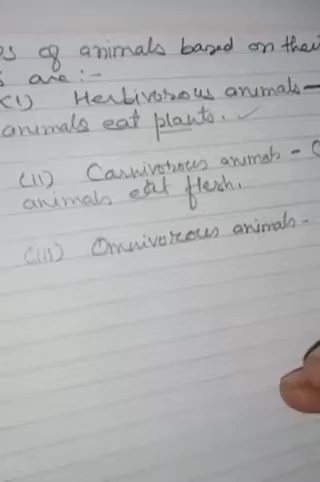 es of animals based on their
s are:-
(i) Herbivorous animals-
animals eat plants.
(ii) Carnivorous animals - C
animals eat flesh.
(iii) Omnivorous animals -